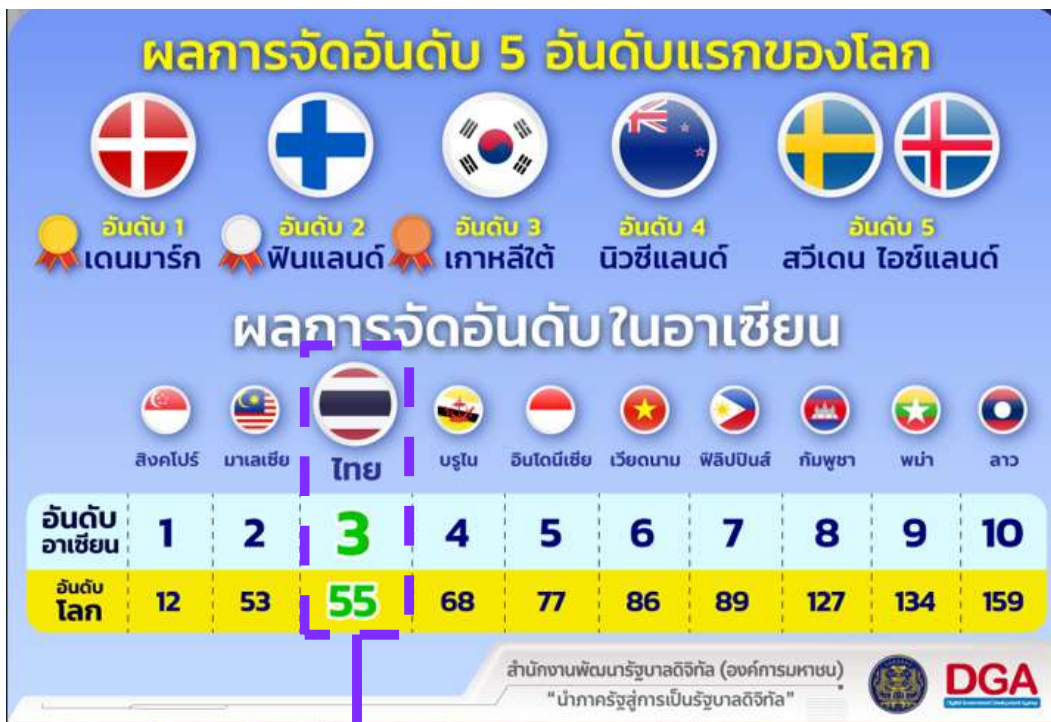 ผลการจัดอันดับ 5 อันดับแรกของโลก
อันดับ 1 อันดับ 2 อันดับ 3 อันดับ 4 อันดับ 5
เดนมาร์ก ฟินแลนด์ เกาหลีใต้ นิวซีแลนด์ สวีเดน ไอซ์แลนด์
ผลการจัดอันดับในอาเซียน
สิงคโปร์ มาเลเซีย ไทย บรูไน อินโดนีเซีย เวียดนาม ฟิลิปปินส์ กัมพูชา พม่า ลาว
อันดับ
อาเซียน 1 2 3 4 5 6 7 8 9 10
อันดับ
โลก 12 53 55 68 77 86 89 127 134 159
สำนักงานพัฒนารัฐบาลดิจิทัล (องค์การมหาชน)
"นำภาครัฐสู่การเป็นรัฐบาลดิจิทัล"
DGA